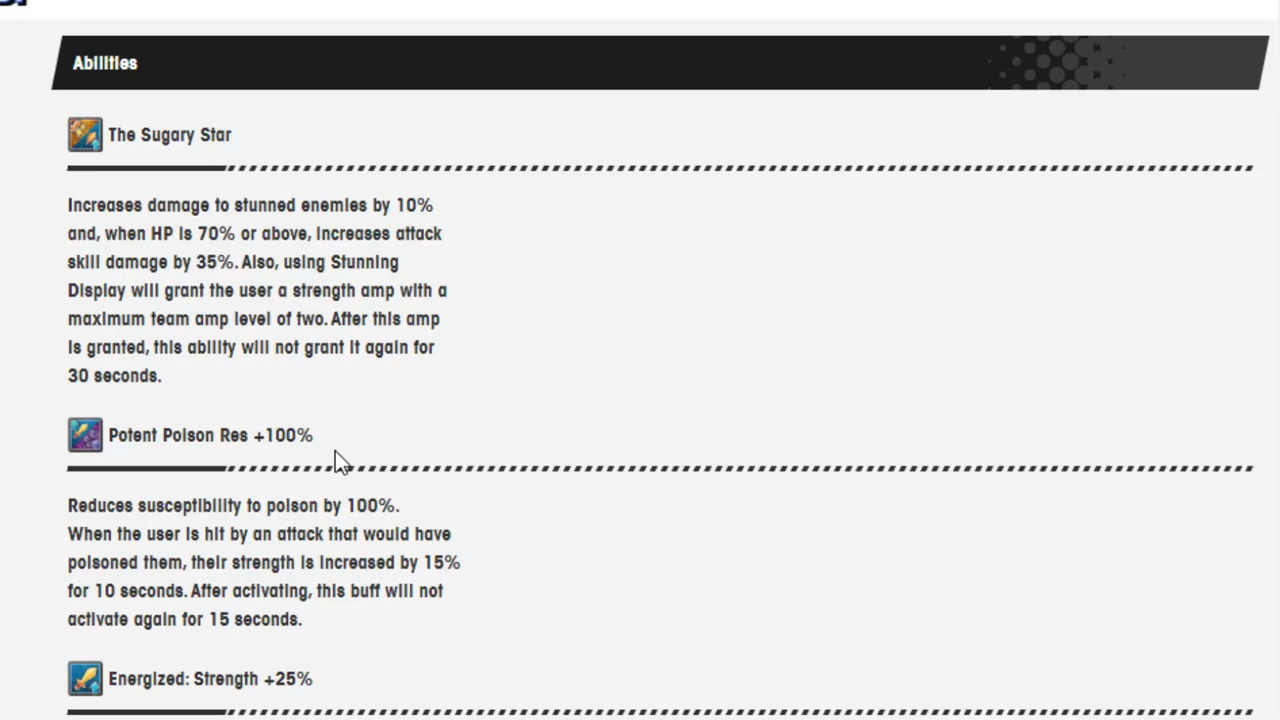 Abilities
The Sugary Star
Increases damage to stunned enemies by 10%
and, when HP is 70% or above, increases attack
skill damage by 35%. Also, using Stunning
Display will grant the user a strength amp with a
maximum team amp level of two. After this amp
is granted, this ability will not grant it again for
30 seconds.
Potent Poison Res +100%
Reduces susceptibility to poison by 100%.
When the user is hit by an attack that would have
poisoned them, their strength is increased by 15%
for 10 seconds. After activating, this buff will not
activate again for 15 seconds.
Energized: Strength +25%